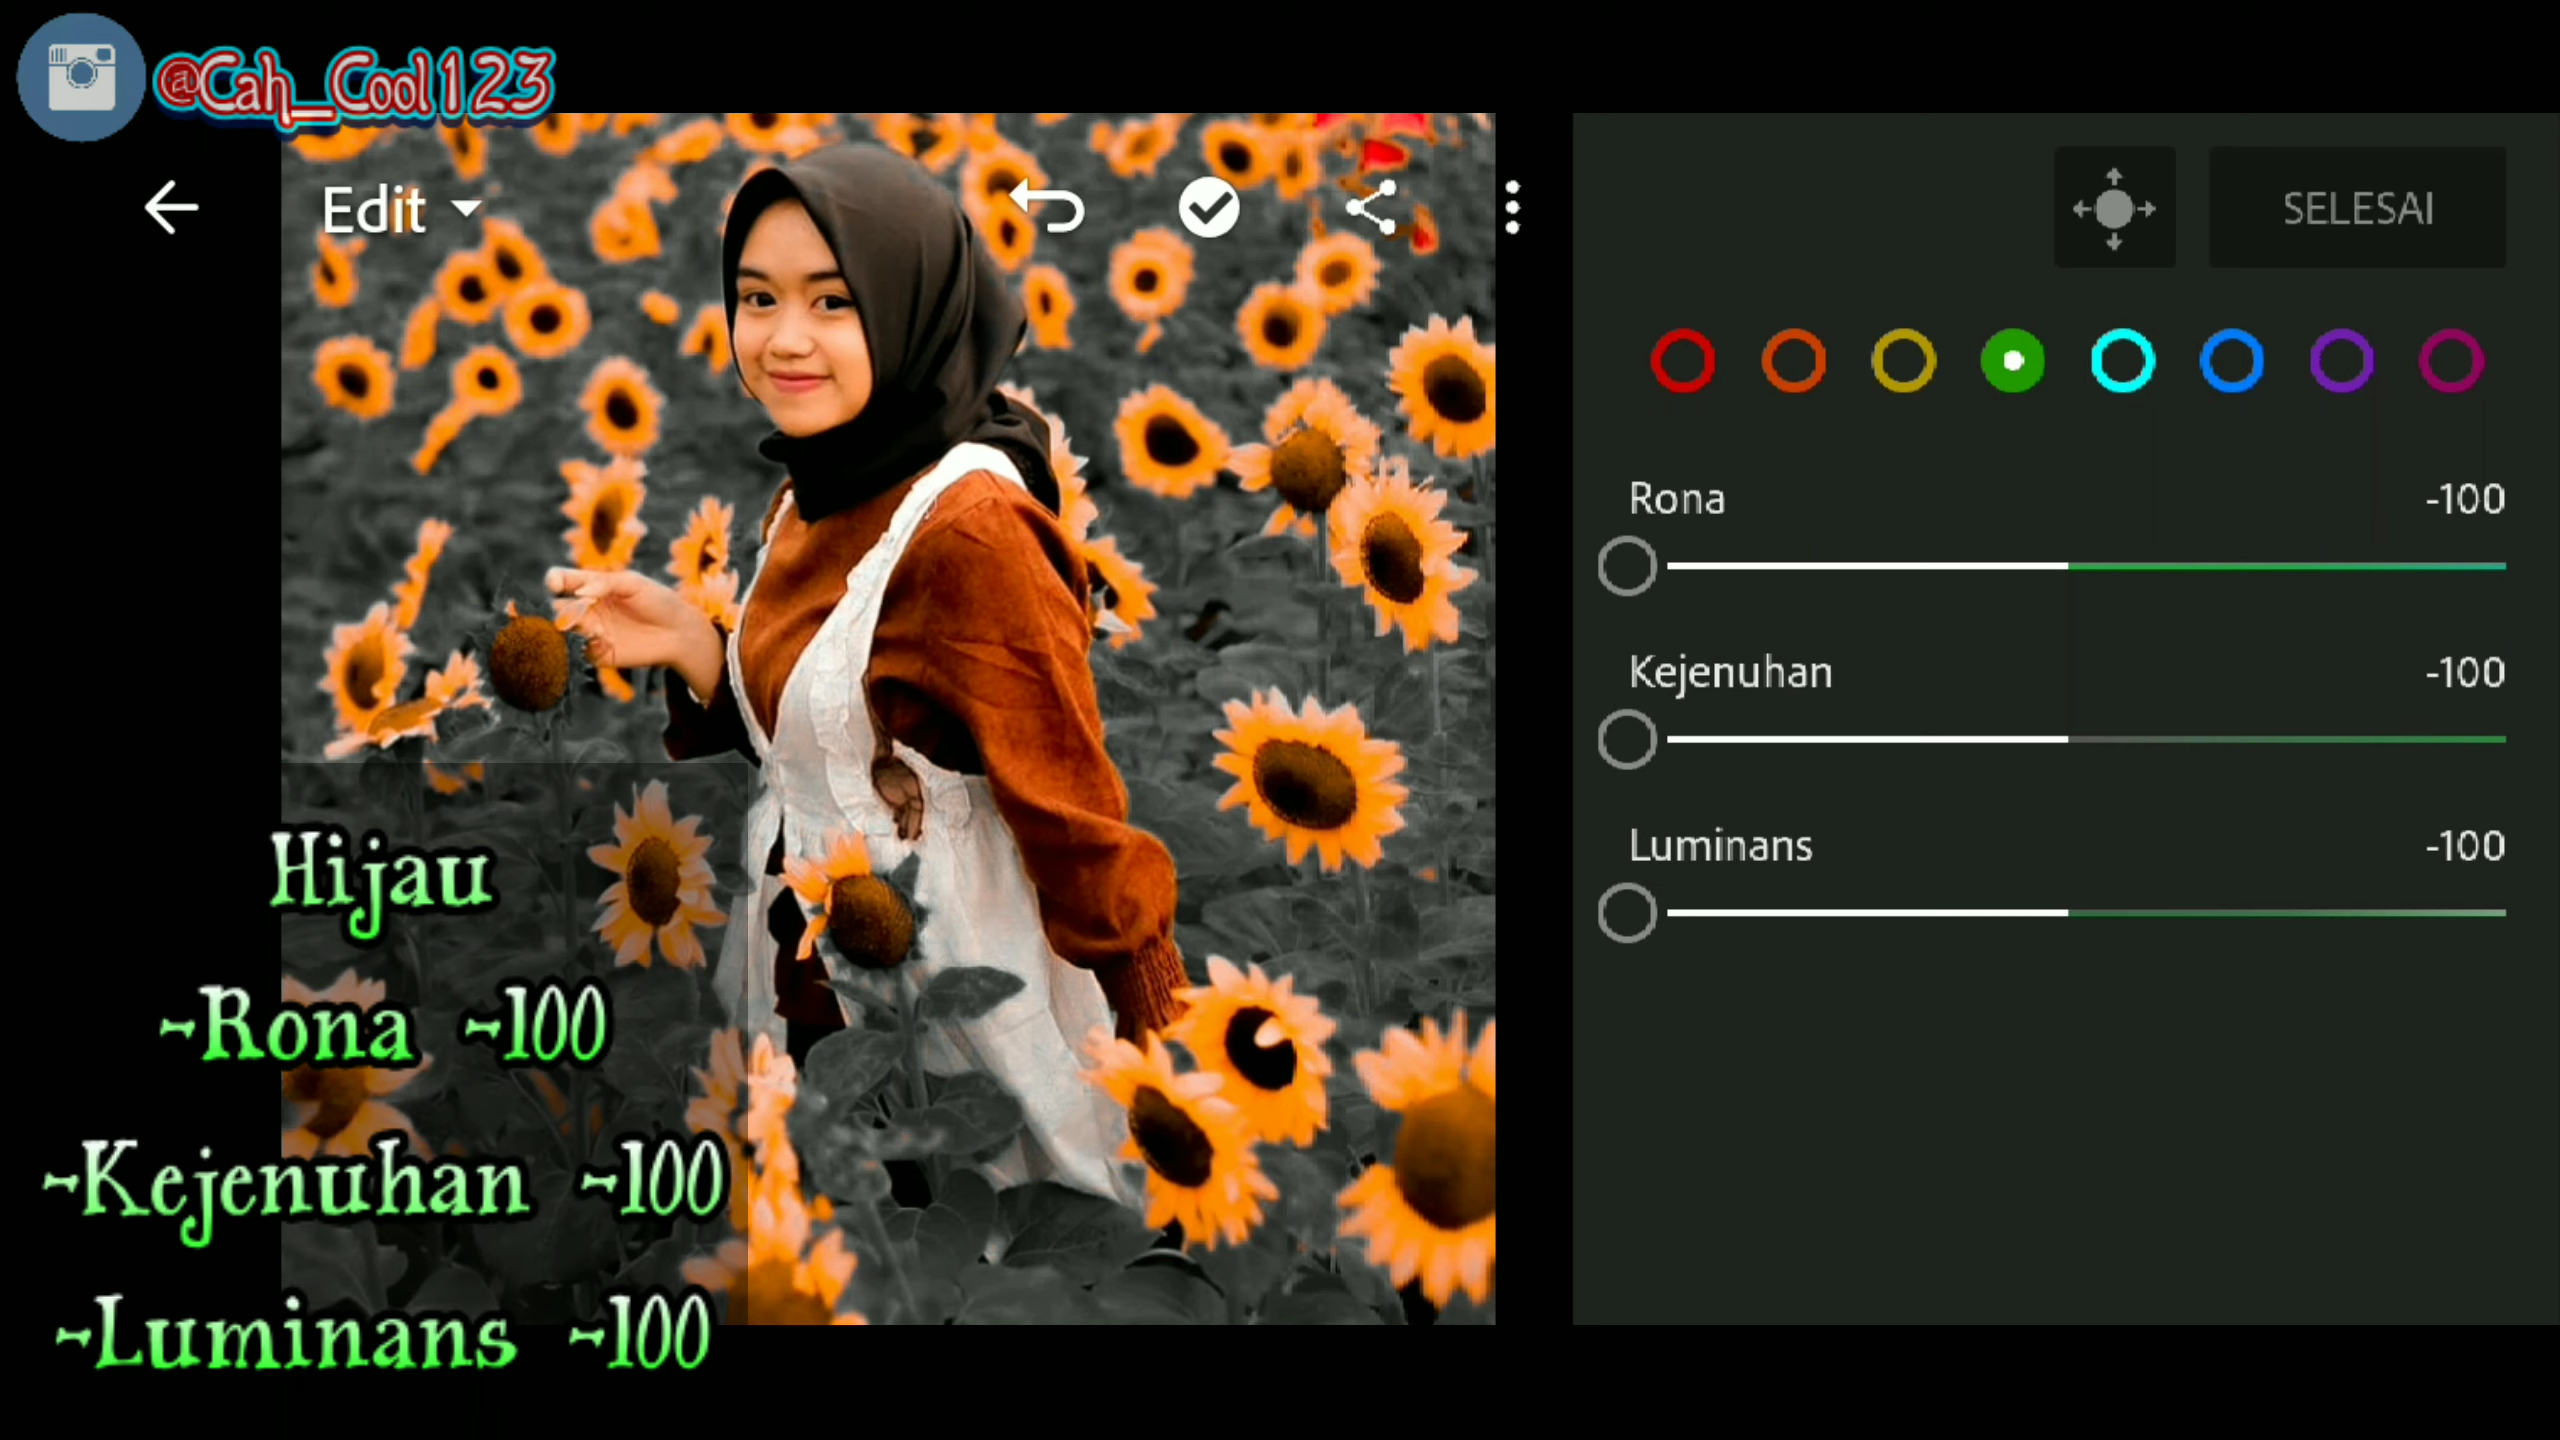 @Cah_Cool123
Edit
SELESAI
Rona -100
Kejenuhan -100
Luminans -100
Hijau
-Rona -100
-Kejenuhan -100
-Luminans -100